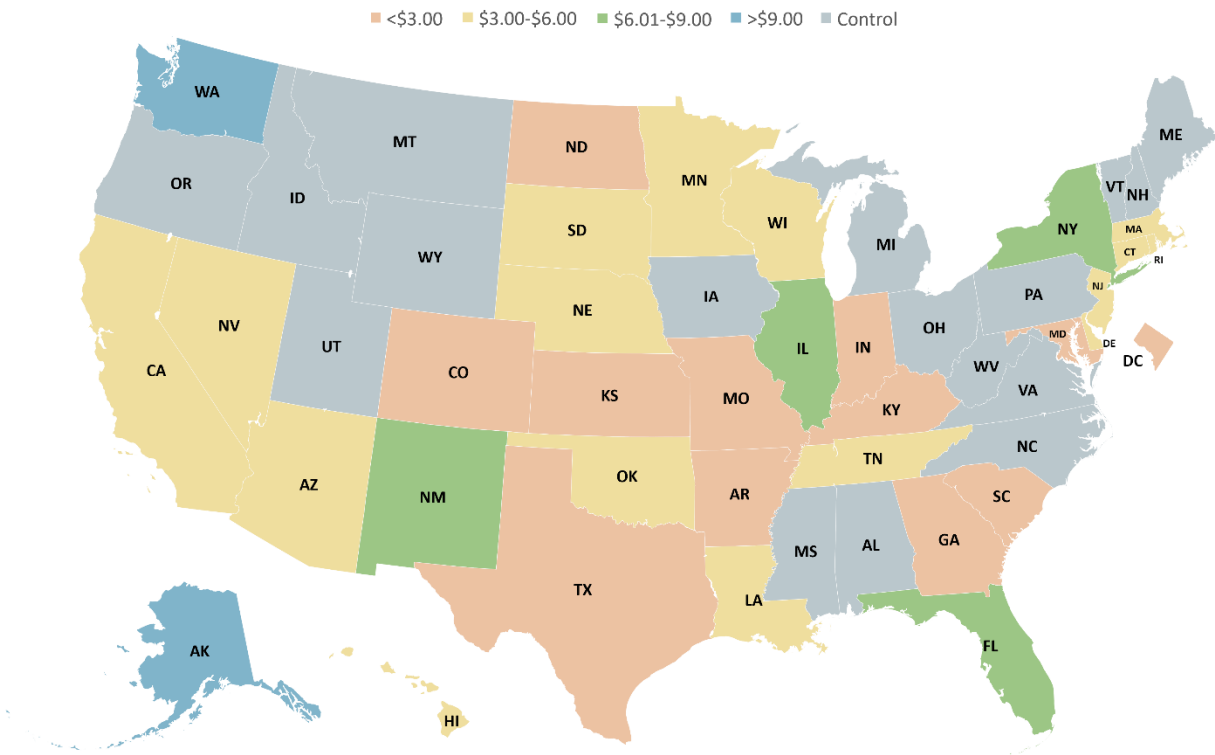 <$3.00 $3.00-$6.00 $6.01-$9.00 >$9.00 Control
WA
MT
ND
MN
ME
VT
NH
OR
ID
SD
WI
MI
NY
MA
CT
RI
WY
NE
IA
PA
NJ
NV
UT
CO
KS
MO
IL
IN
OH
MD
DE
DC
WV
VA
CA
KY
NC
AZ
NM
OK
TN
AR
SC
MS
AL
GA
TX
LA
FL
AK
HI